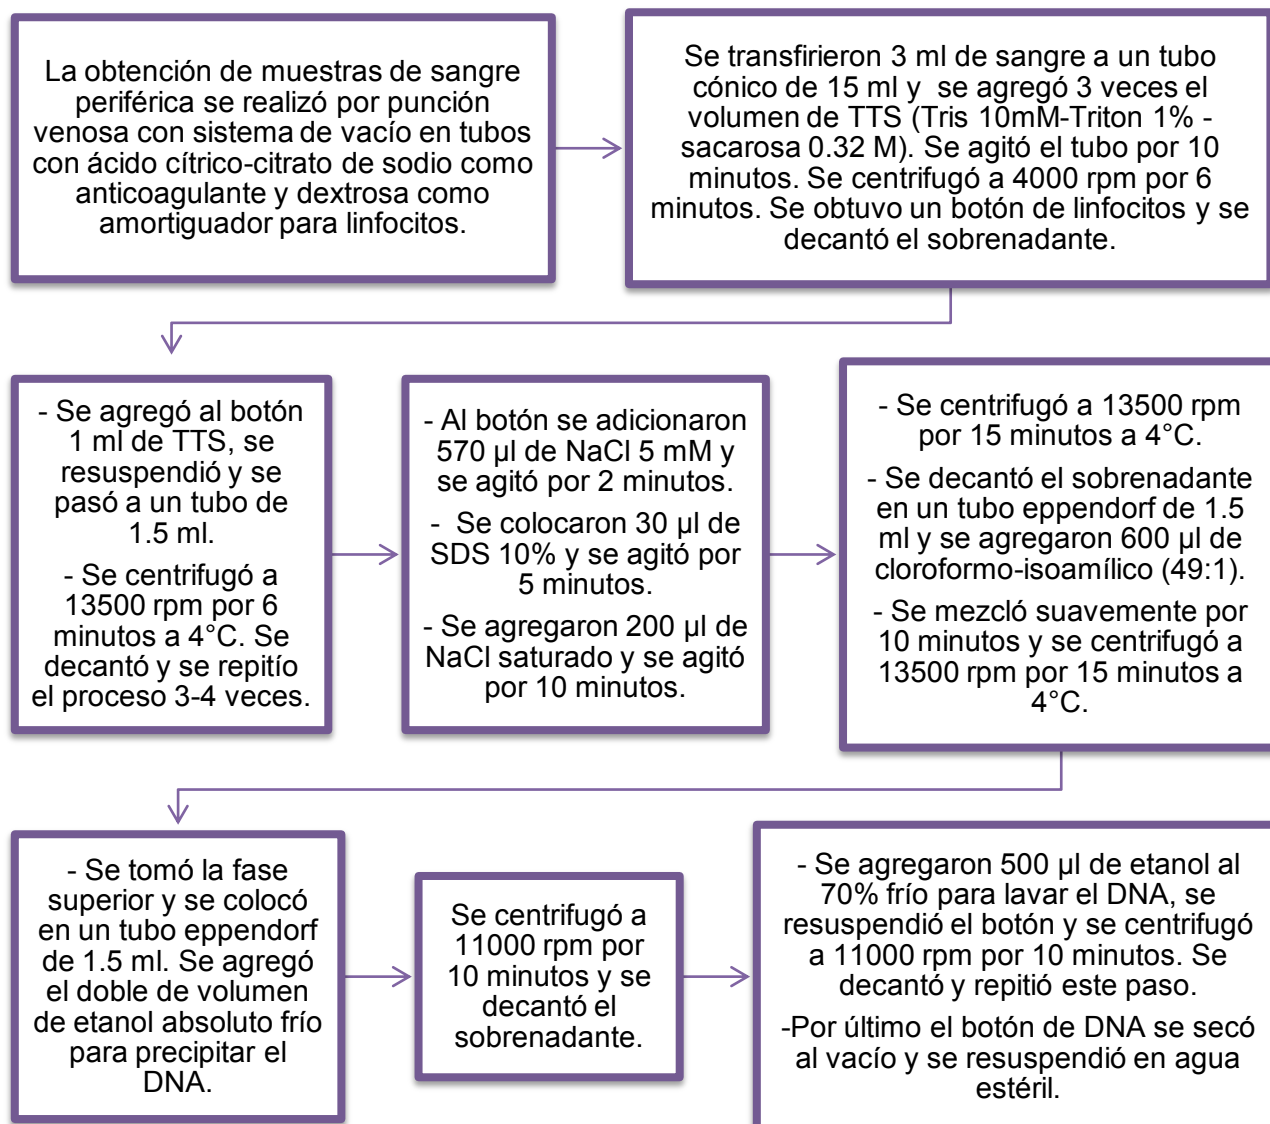 La obtención de muestras de sangre
periférica se realizó por punción
venosa con sistema de vacío en tubos
con ácido cítrico-citrato de sodio como
anticoagulante y dextrosa como
amortiguador para linfocitos.
Se transfirieron 3 ml de sangre a un tubo
cónico de 15 ml y  se agregó 3 veces el
volumen de TTS (Tris 10mM-Triton 1% -
sacarosa 0.32 M). Se agitó el tubo por 10
minutos. Se centrifugó a 4000 rpm por 6
minutos. Se obtuvo un botón de linfocitos y se
decantó el sobrenadante.
- Se agregó al botón
1 ml de TTS, se
resuspendió y se
pasó a un tubo de
1.5 ml.
- Se centrifugó a
13500 rpm por 6
minutos a 4°C. Se
decantó y se repitío
el proceso 3-4 veces.
- Al botón se adicionaron
570 µl de NaCl 5 mM y
se agitó por 2 minutos.
-  Se colocaron 30 µl de
SDS 10% y se agitó por
5 minutos.
- Se agregaron 200 µl de
NaCl saturado y se agitó
por 10 minutos.
- Se centrifugó a 13500 rpm
por 15 minutos a 4°C.
- Se decantó el sobrenadante
en un tubo eppendorf de 1.5
ml y se agregaron 600 µl de
cloroformo-isoamílico (49:1).
- Se mezcló suavemente por
10 minutos y se centrifugó a
13500 rpm por 15 minutos a
4°C.
- Se tomó la fase
superior y se colocó
en un tubo eppendorf
de 1.5 ml. Se agregó
el doble de volumen
de etanol absoluto frío
para precipitar el
DNA.
Se centrifugó a
11000 rpm por
10 minutos y se
decantó el
sobrenadante.
- Se agregaron 500 µl de etanol al
70% frío para lavar el DNA, se
resuspendió el botón y se centrifugó
a 11000 rpm por 10 minutos. Se
decantó y repitió este paso.
-Por último el botón de DNA se secó
al vacío y se resuspendió en agua
estéril.